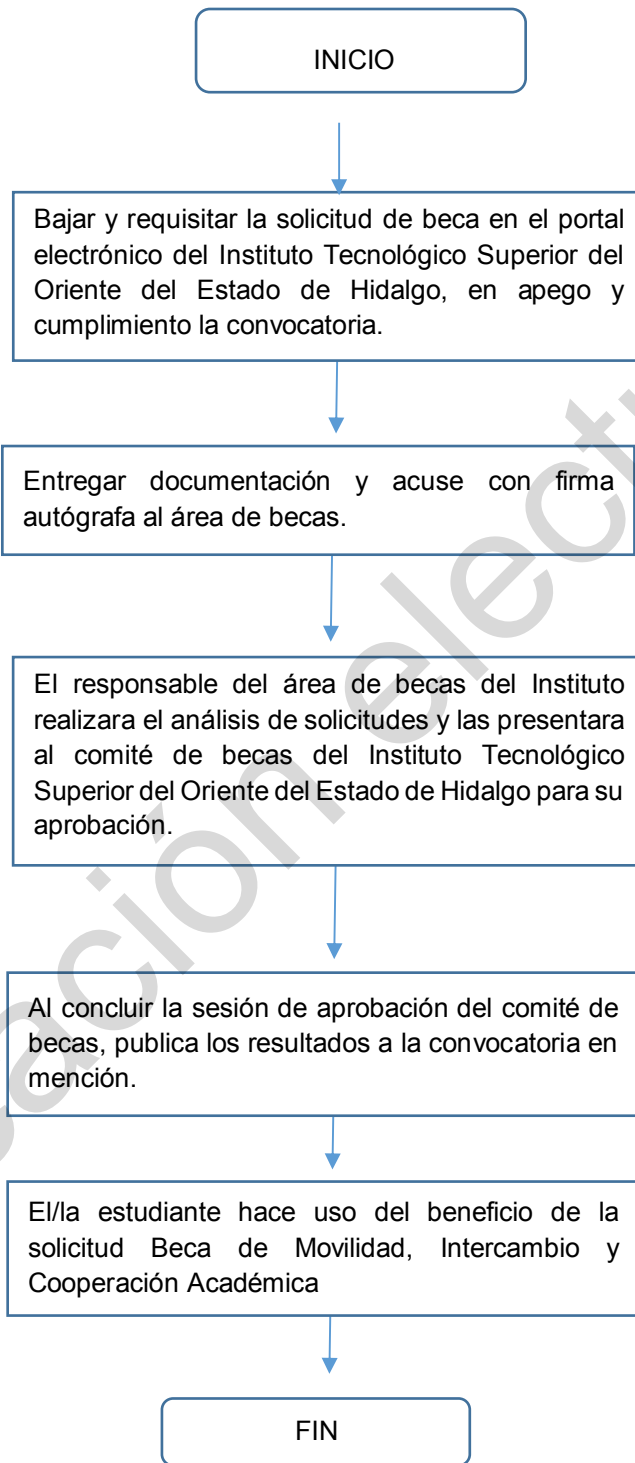 INICIO
Bajar y requisitar la solicitud de beca en el portal
electrónico del Instituto Tecnológico Superior del
Oriente del Estado de Hidalgo, en apego y
cumplimiento la convocatoria.
Entregar documentación y acuse con firma
autógrafa al área de becas.
El responsable del área de becas del Instituto
realizara el análisis de solicitudes y las presentara
al comité de becas del Instituto Tecnológico
Superior del Oriente del Estado de Hidalgo para su
aprobación.
Al concluir la sesión de aprobación del comité de
becas, publica los resultados a la convocatoria en
mención.
El/la estudiante hace uso del beneficio de la
solicitud Beca de Movilidad, Intercambio y
Cooperación Académica
FIN